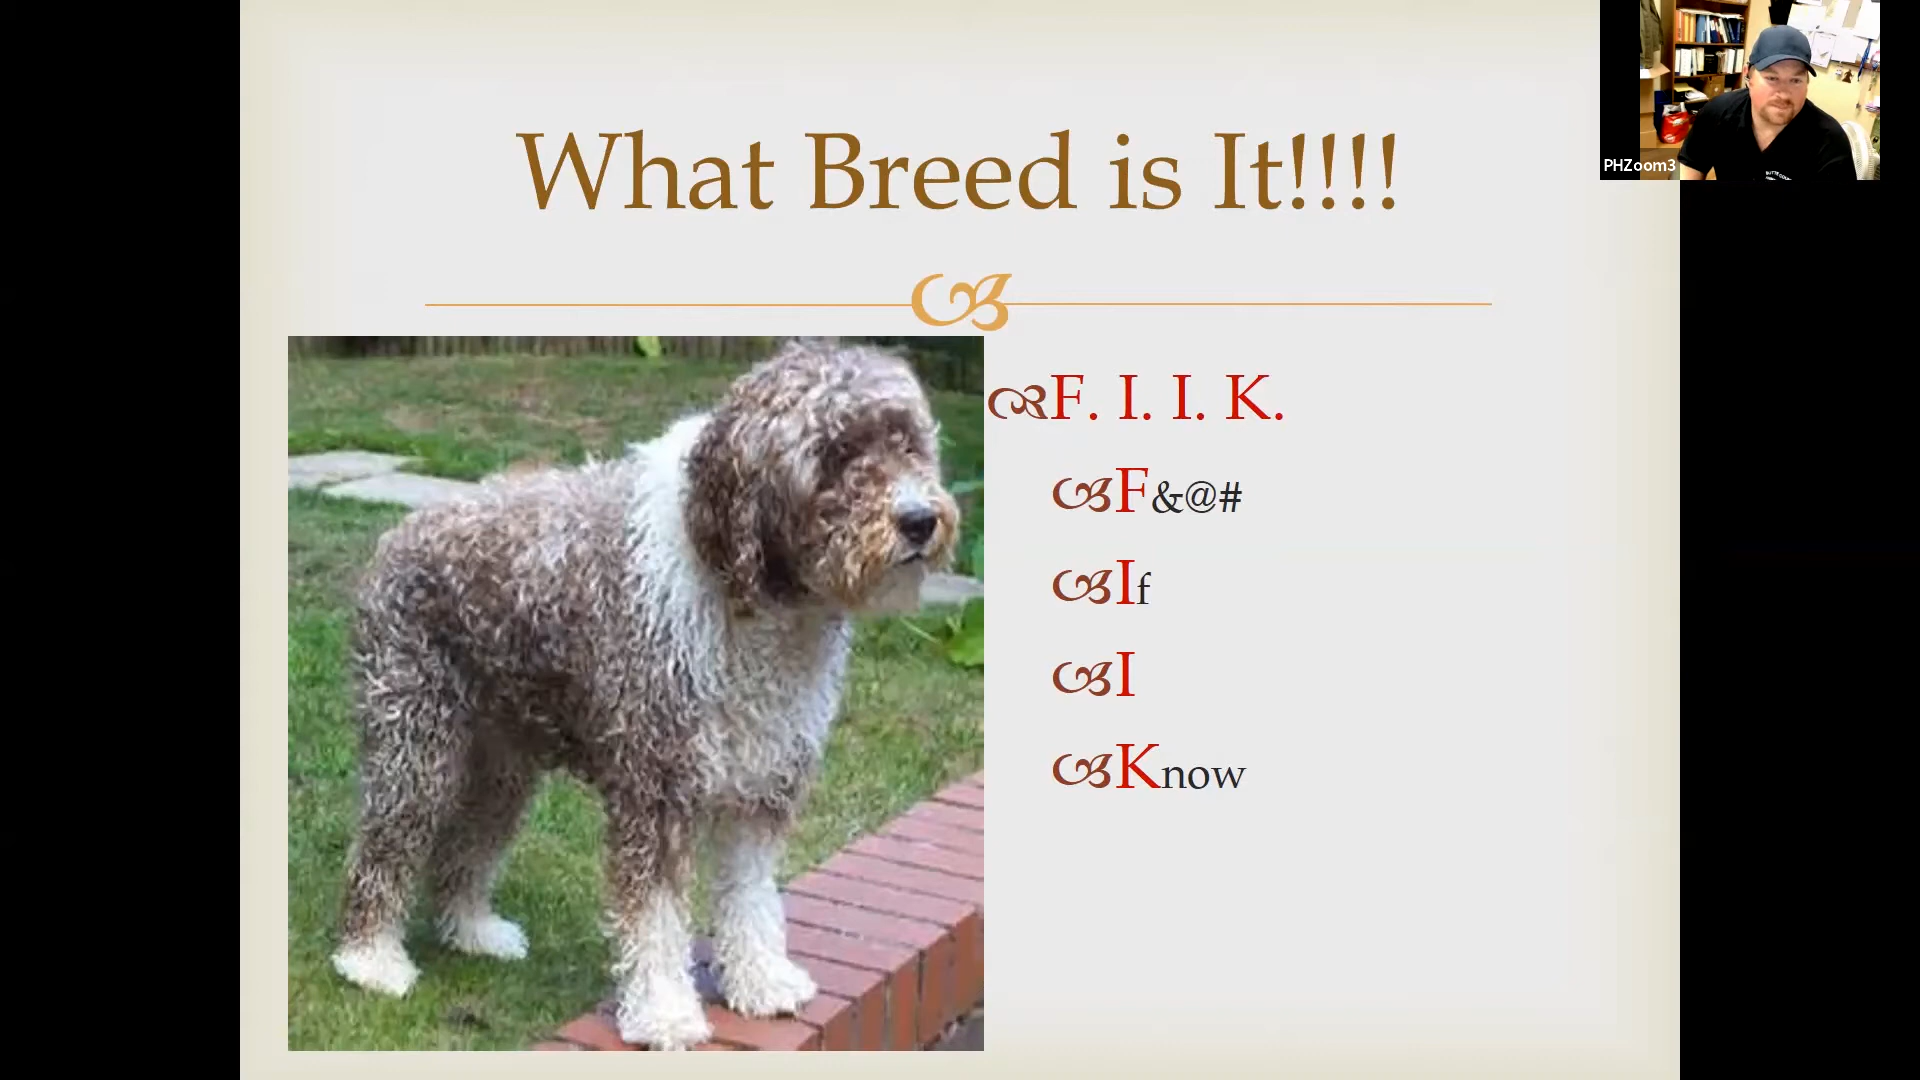 What Breed is It!!!!
F. I. I. K.
F&@#
If
I
Know
PHZoom3